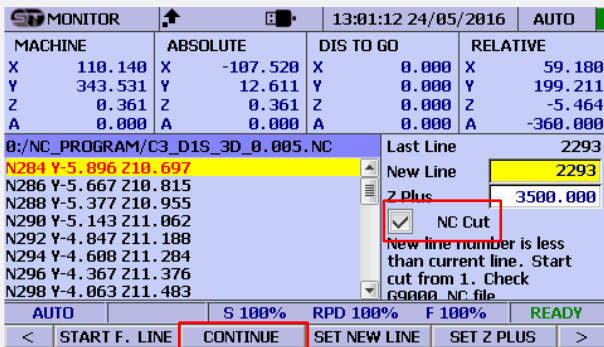 MONITOR 13:01:12 24/05/2016 AUTO
MACHINE ABSOLUTE DIS TO GO RELATIVE
X 110.140 X -107.520 X 0.000 X 59.180
Y 343.531 Y 12.611 Y 0.000 Y 199.211
Z 0.361 Z 0.361 Z 0.000 Z -5.464
A 0.000 A 0.000 A 0.000 A -360.000
0:/NC_PROGRAM/C3_D1S_3D_0.005.NC
N284 Y-5.896 Z10.697
N286 Y-5.667 Z10.815
N288 Y-5.377 Z10.955
N290 Y-5.143 Z11.062
N292 Y-4.847 Z11.188
N294 Y-4.608 Z11.284
N296 Y-4.367 Z11.376
N298 Y-4.063 Z11.483
Last Line 2293
New Line 2293
Z Plus 3500.000
NC Cut
New line number is less
than current line. Start
cut from 1. Check
G9000 NC file
AUTO S 100% RPD 100% F 100% READY
< START F. LINE CONTINUE SET NEW LINE SET Z PLUS >